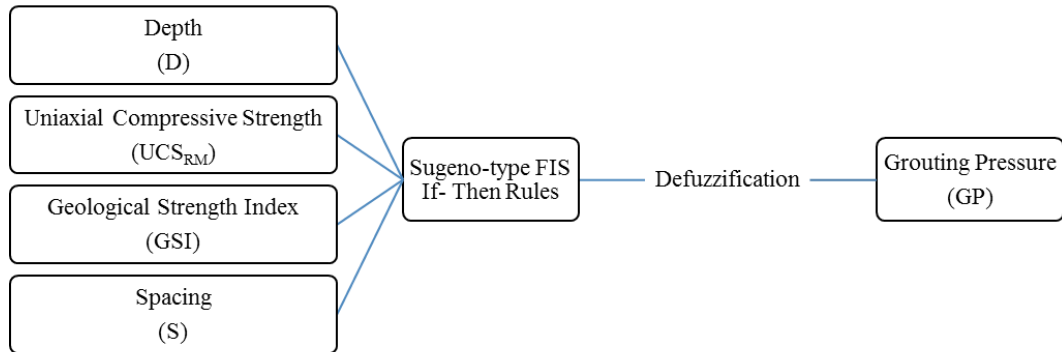 Depth
(D)
Uniaxial Compressive Strength
(UCSRM)
Geological Strength Index
(GSI)
Spacing
(S)
Sugeno-type FIS
If- Then Rules
Defuzzification
Grouting Pressure
(GP)